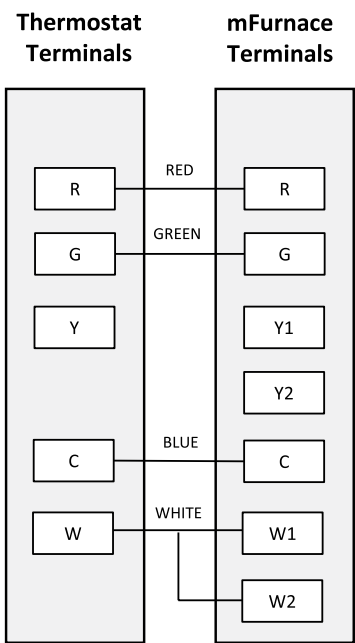 Thermostat
Terminals
mFurnace
Terminals
R
RED
R
G
GREEN
G
Y
Y1
Y2
C
BLUE
C
W
WHITE
W1
W2